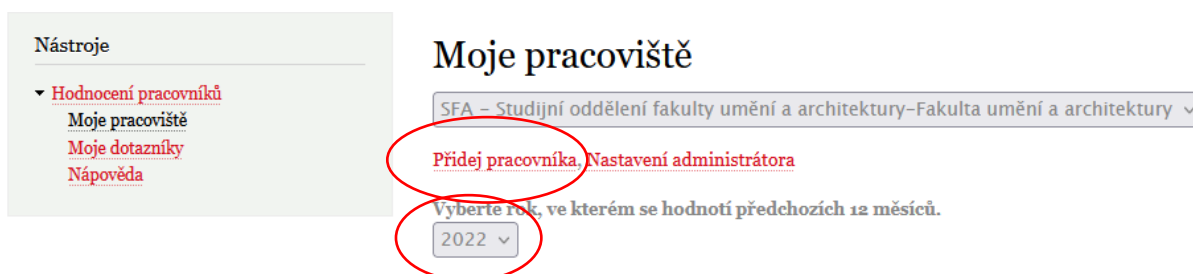 Nástroje
Hodnocení pracovníků
Moje pracoviště
Moje dotazníky
Nápověda
Moje pracoviště
SFA – Studijní oddělení fakulty umění a architektury–Fakulta umění a architektury
Přidej pracovníka, Nastavení administrátora
Vyberte rok, ve kterém se hodnotí předchozích 12 měsíců.
2022